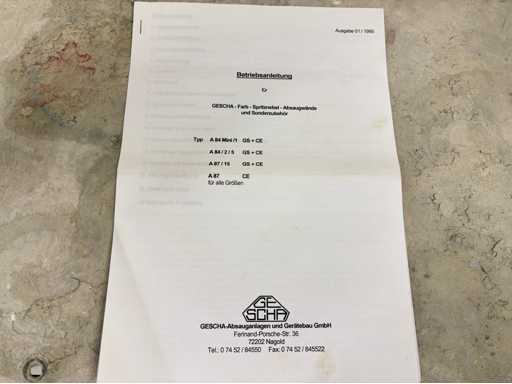 Ausgabe 01 / 1995
Betriebsanleitung
für
GESCHA - Farb - Spritznebel - Absaugwände
und Sonderzubehör
Typ A 84 Mini /1 GS + CE
A 84 / 2 / 5 GS + CE
A 87 / 15 GS + CE
A 87 CE
für alle Größen
GE
SCHA
GESCHA-Absauganlagen und Gerätebau GmbH
Ferinand-Porsche-Str. 36
72202 Nagold
Tel.: 0 74 52 / 84550 Fax: 0 74 52 / 845522